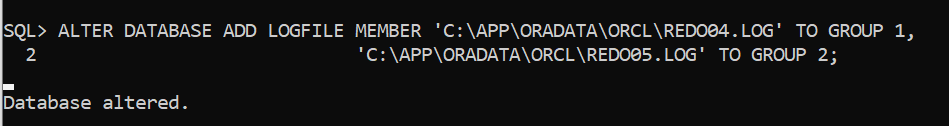 SQL> ALTER DATABASE ADD LOGFILE MEMBER 'C:\APP\ORADATA\ORCL\REDO04.LOG' TO GROUP 1,
  2                        'C:\APP\ORADATA\ORCL\REDO05.LOG' TO GROUP 2;
Database altered.